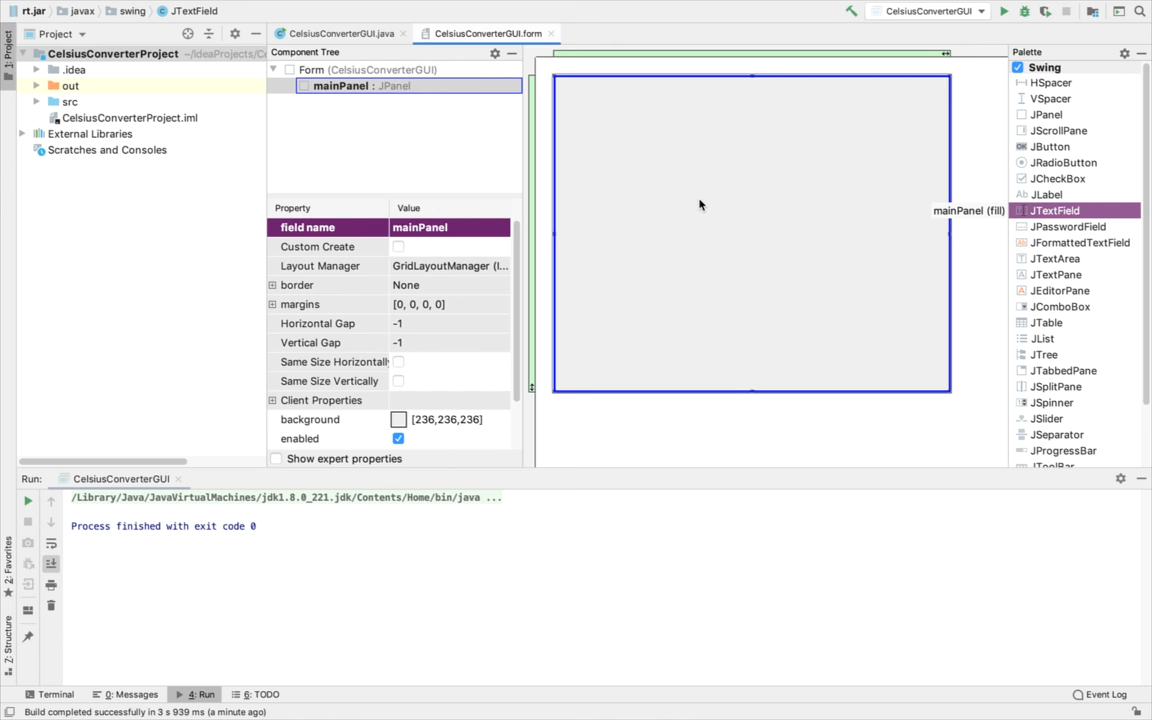 rt.jar javax swing JTextField
CelsiusConverterGUI
Project
CelsiusConverterGUI.java
CelsiusConverterGUI.form
1: Project
CelsiusConverterProject ~/IdeaProjects/C
.idea
out
src
CelsiusConverterProject.iml
External Libraries
Scratches and Consoles
Component Tree
Form (CelsiusConverterGUI)
mainPanel : JPanel
Property Value
field name mainPanel
Custom Create
Layout Manager GridLayoutManager (I...
border None
margins [0, 0, 0, 0]
Horizontal Gap -1
Vertical Gap -1
Same Size Horizontally
Same Size Vertically
Client Properties
background [236,236,236]
enabled
Show expert properties
mainPanel (fill)
Palette
Swing
HSpacer
VSpacer
JPanel
JScrollPane
JButton
JRadioButton
JCheckBox
JLabel
JTextField
JPasswordField
JFormattedTextField
JTextArea
JTextPane
JEditorPane
JComboBox
JTable
JList
JTree
JTabbedPane
JSplitPane
JSpinner
JSlider
JSeparator
JProgressBar
JToolBar
Run: CelsiusConverterGUI
/Library/Java/JavaVirtualMachines/jdk1.8.0_221.jdk/Contents/Home/bin/java ...
Process finished with exit code 0
2: Favorites
Z: Structure
Terminal 0: Messages 4: Run 6: TODO
Event Log
Build completed successfully in 3 s 939 ms (a minute ago)